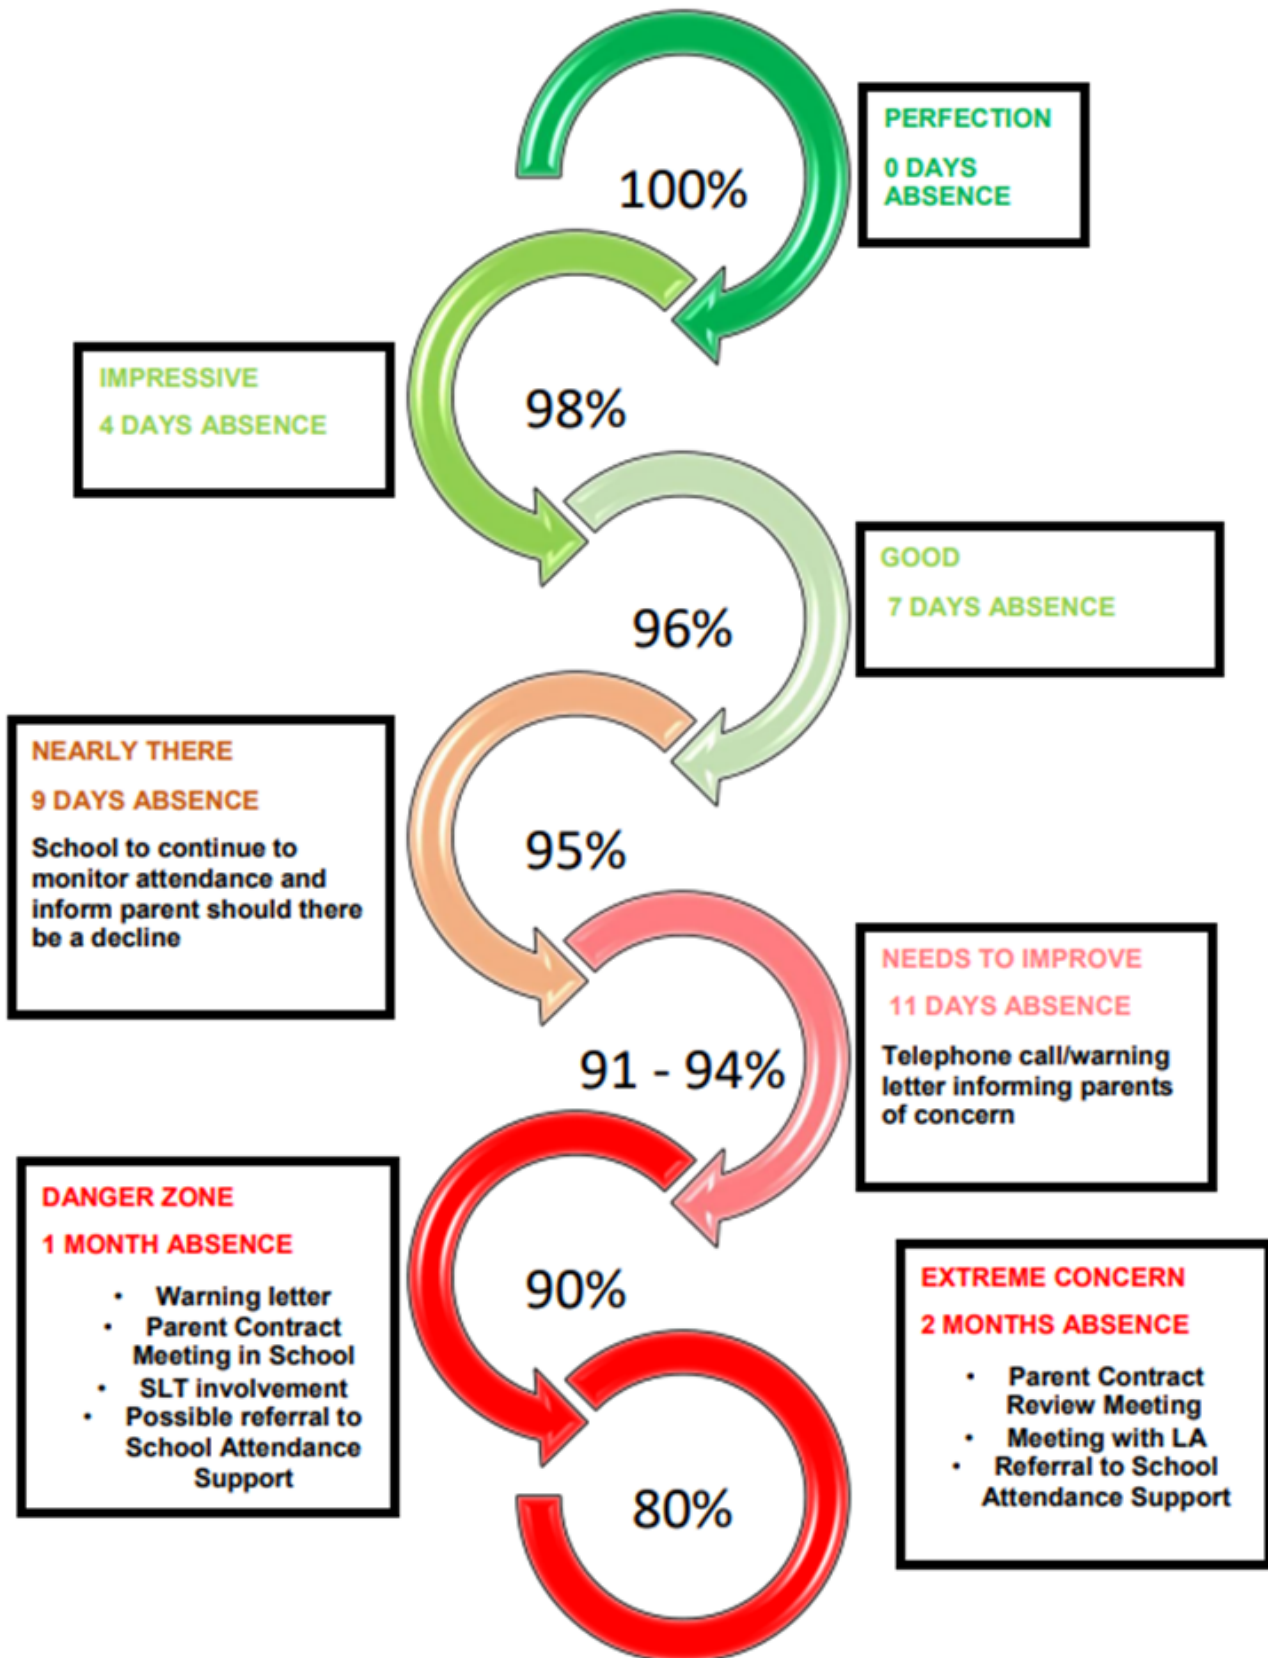 PERFECTION
0 DAYS
ABSENCE
100%
IMPRESSIVE
4 DAYS ABSENCE
98%
GOOD
7 DAYS ABSENCE
96%
NEARLY THERE
9 DAYS ABSENCE
School to continue to
monitor attendance and
inform parent should there
be a decline
95%
NEEDS TO IMPROVE
11 DAYS ABSENCE
Telephone call/warning
letter informing parents
of concern
91 - 94%
DANGER ZONE
1 MONTH ABSENCE
• Warning letter
• Parent Contract
Meeting in School
• SLT involvement
• Possible referral to
School Attendance
Support
90%
EXTREME CONCERN
2 MONTHS ABSENCE
• Parent Contract
Review Meeting
• Meeting with LA
• Referral to School
Attendance Support
80%